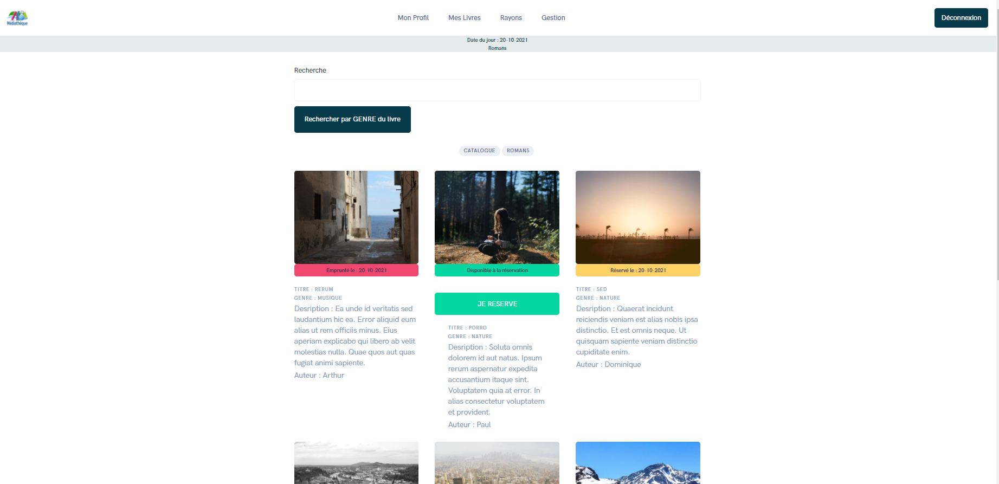 Médiathèque
Mon Profil
Mes Livres
Rayons
Gestion
Déconnexion
Date du jour : 20-10-2021
Romans
Recherche
Rechercher par GENRE du livre
CATALOGUE
ROMANS
Emprunté le : 20-10-2021
TITRE : RERUM
GENRE : MUSIQUE
Desription : Ea unde id veritatis sed
laudantium hic ea. Error aliquid eum
alias ut rem officiis minus. Eius
aperiam explicabo qui libero ab velit
molestias nulla. Quae quos aut quas
fugiat animi sapiente.
Auteur : Arthur
Disponible à la réservation
JE RESERVE
TITRE : PORRO
GENRE : NATURE
Desription : Soluta omnis
dolorem id aut natus. Ipsum
rerum aspernatur expedita
accusantium itaque sint.
Voluptatem quia at error. In
alias consectetur voluptatem
et provident.
Auteur : Paul
Réservé le : 20-10-2021
TITRE : SED
GENRE : NATURE
Desription : Quaerat incidunt
reiciendis veniam est alias nobis ipsa
distinctio. Et est omnis neque. Ut
quisquam sapiente veniam distinctio
cupiditate enim.
Auteur : Dominique